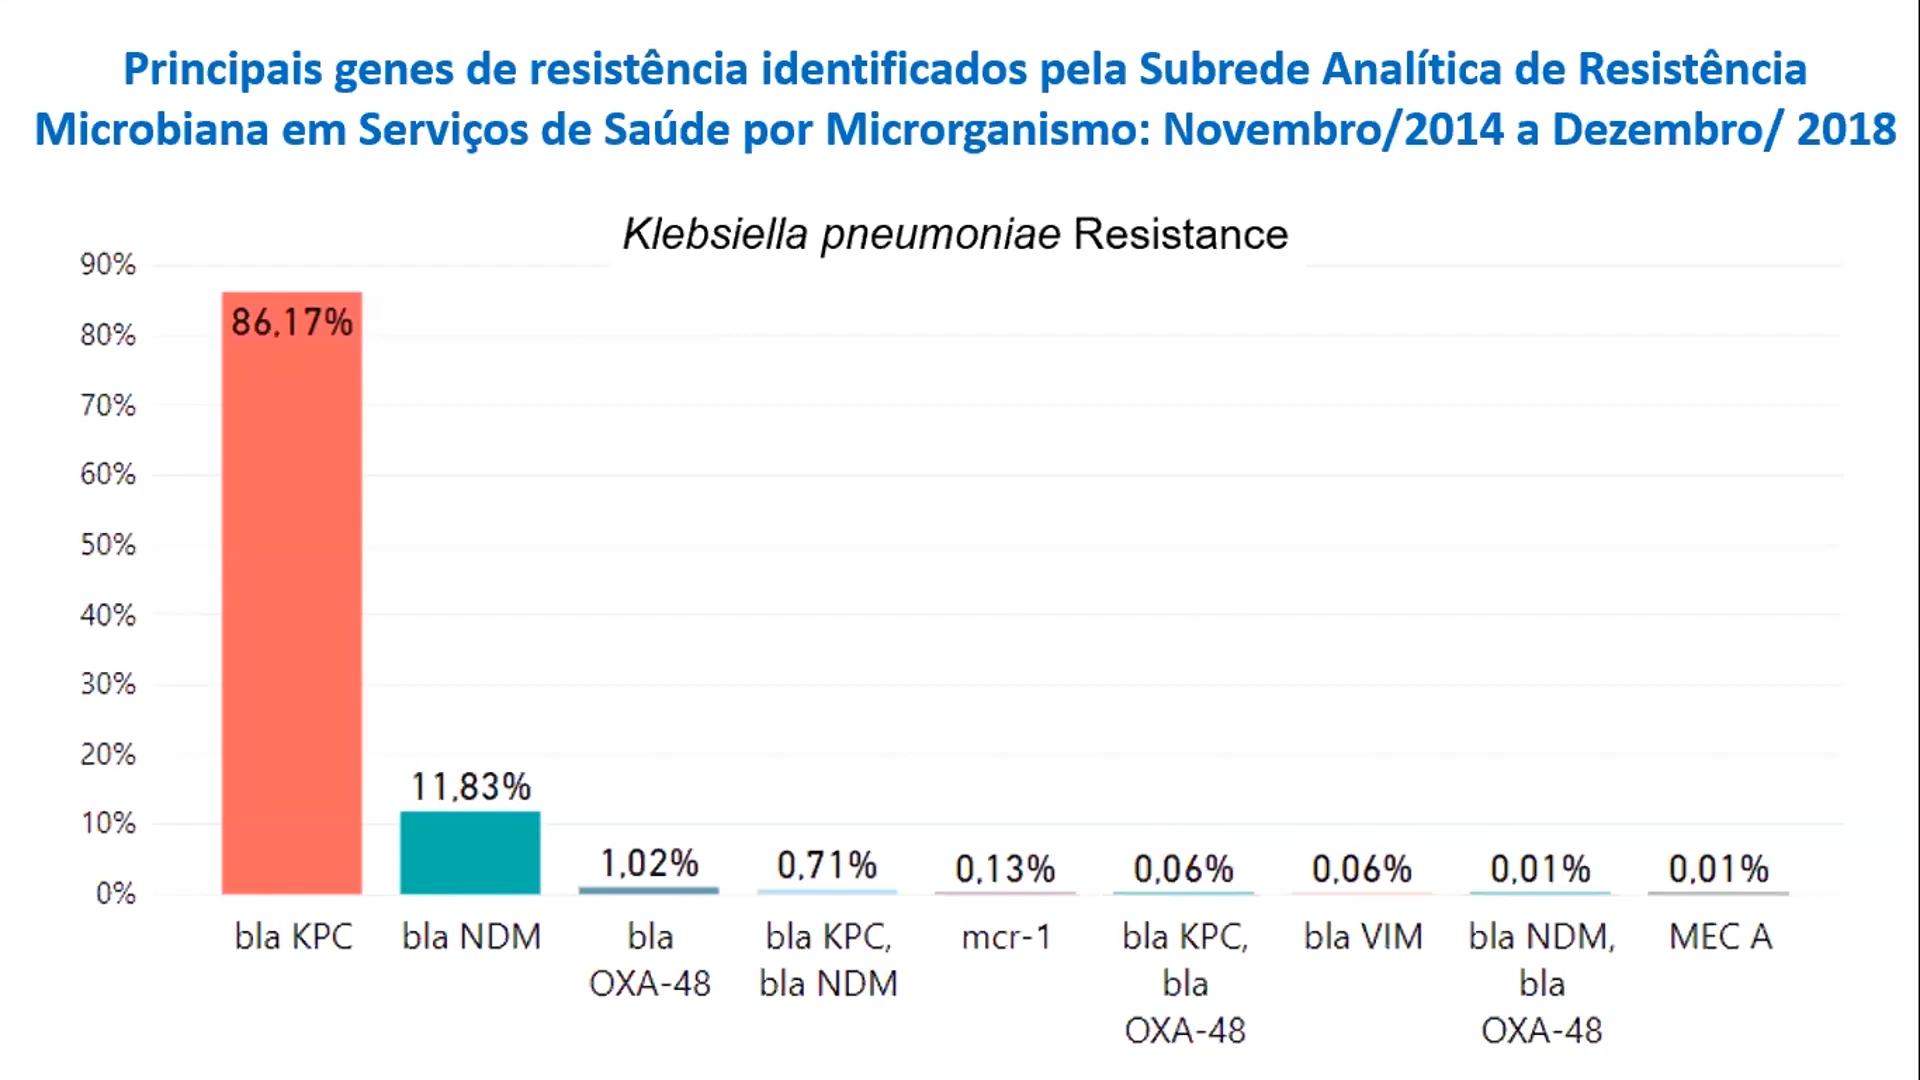 Principais genes de resistência identificados pela Subrede Analítica de Resistência
Microbiana em Serviços de Saúde por Microrganismo: Novembro/2014 a Dezembro/ 2018
Klebsiella pneumoniae Resistance
90%
80%
70%
60%
50%
40%
30%
20%
10%
0%
86,17%
11,83%
1,02%
0,71%
0,13%
0,06%
0,06%
0,01%
0,01%
bla KPC
bla NDM
bla
OXA-48
bla KPC,
bla NDM
mcr-1
bla KPC,
bla
OXA-48
bla VIM
bla NDM,
bla
OXA-48
MEC A